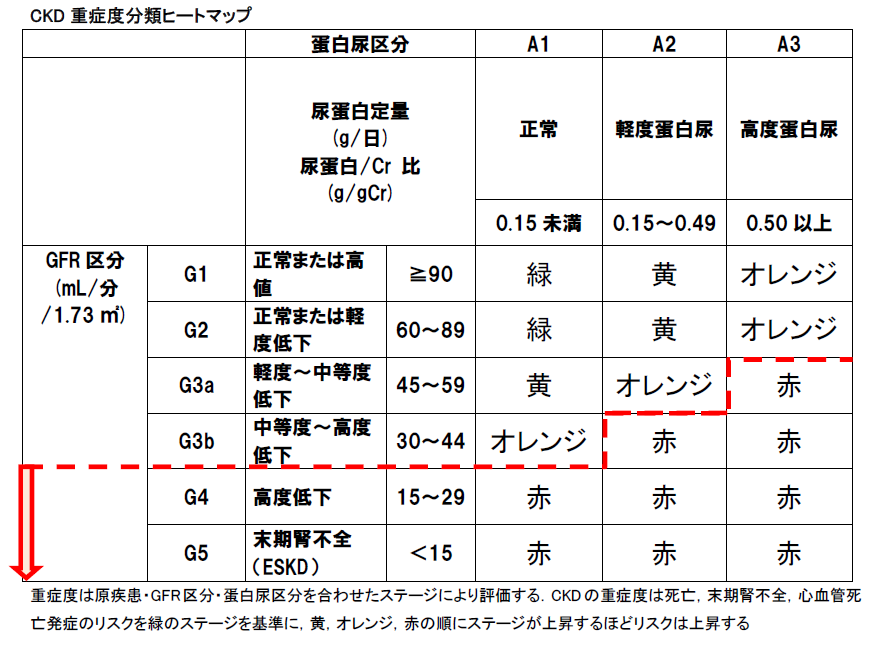 CKD 重症度分類ヒートマップ
蛋白尿区分 A1 A2 A3
尿蛋白定量
(g/日)
尿蛋白/Cr 比
(g/gCr)
正常 軽度蛋白尿 高度蛋白尿
0.15 未満 0.15~0.49 0.50 以上
GFR 区分
(mL/分
/1.73 ㎡)
G1 正常または高
値 ≧90 緑 黄 オレンジ
G2 正常または軽
度低下 60~89 緑 黄 オレンジ
G3a 軽度~中等度
低下 45~59 黄 オレンジ 赤
G3b 中等度~高度
低下 30~44 オレンジ 赤 赤
G4 高度低下 15~29 赤 赤 赤
G5 末期腎不全
(ESKD) <15 赤 赤 赤
重症度は原疾患・GFR区分・蛋白尿区分を合わせたステージにより評価する. CKDの重症度は死亡, 末期腎不全, 心血管死
亡発症のリスクを緑のステージを基準に, 黄, オレンジ, 赤の順にステージが上昇するほどリスクは上昇する